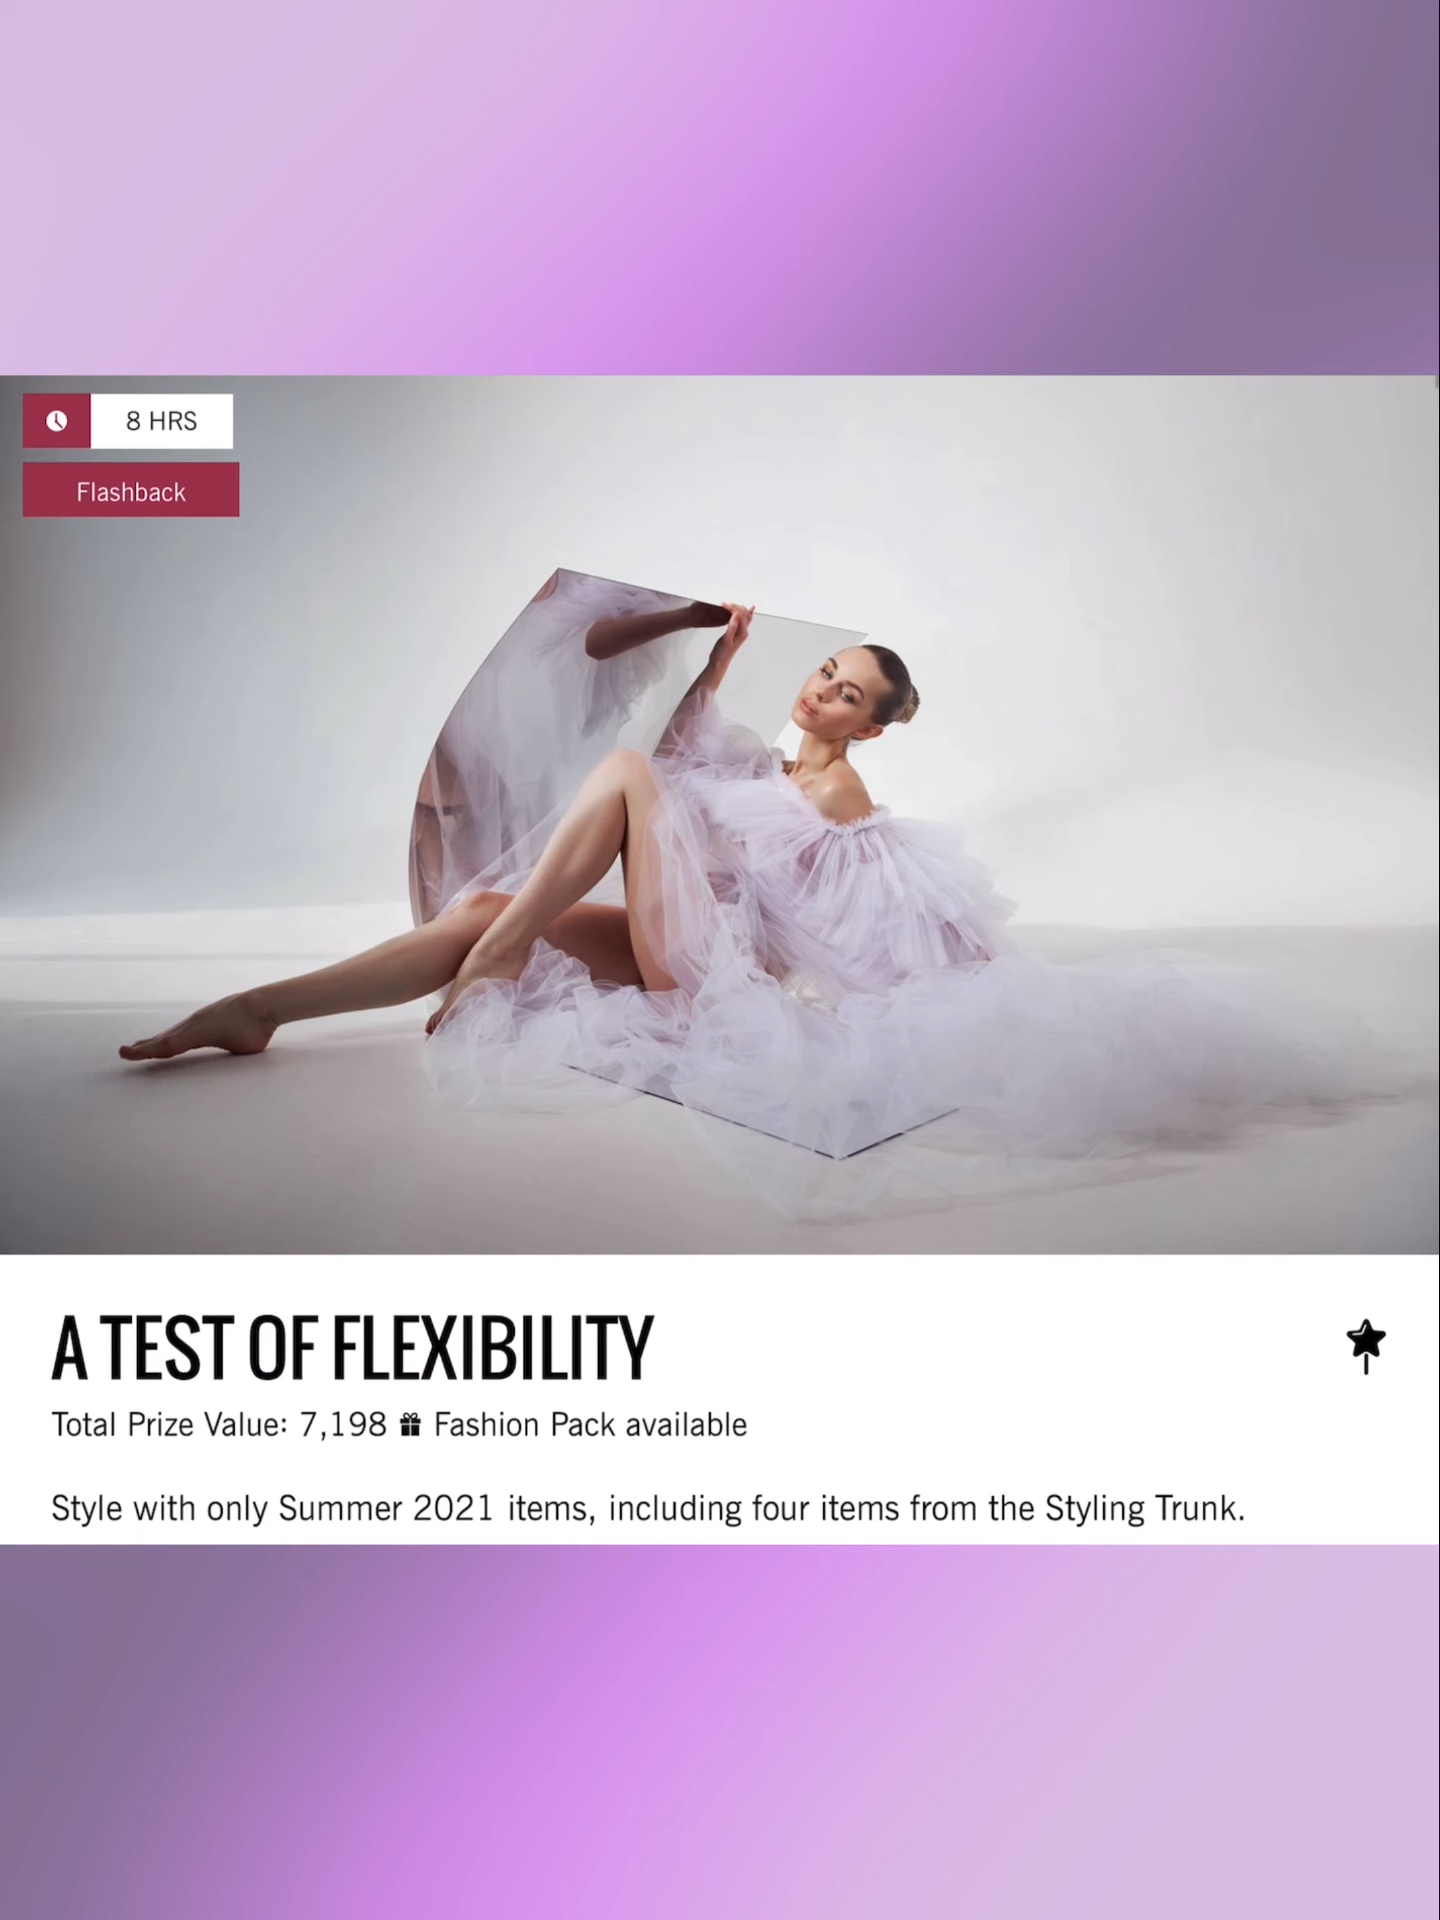 8 HRS
Flashback
A TEST OF FLEXIBILITY
Total Prize Value: 7,198 Fashion Pack available
Style with only Summer 2021 items, including four items from the Styling Trunk.